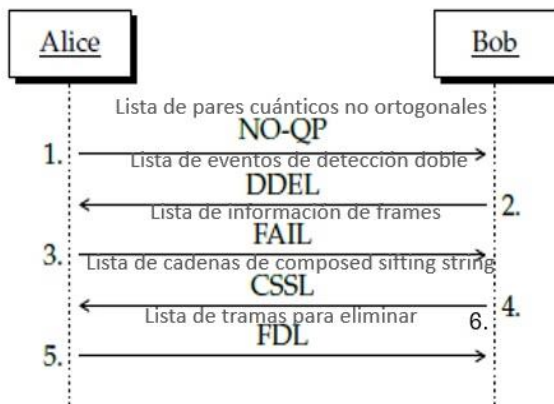 Alice
Bob
Lista de pares cuánticos no ortogonales
NO-QP
1.
Lista de eventos de detección doble
DDEL
2.
Lista de información de frames
FAIL
3.
Lista de cadenas de composed sifting string
CSSL
4.
Lista de tramas para eliminar
6.
FDL
5.